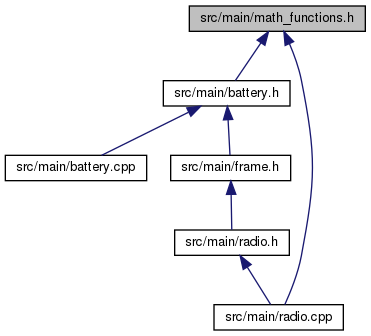 src/main/math_functions.h
src/main/battery.h
src/main/battery.cpp
src/main/frame.h
src/main/radio.h
src/main/radio.cpp